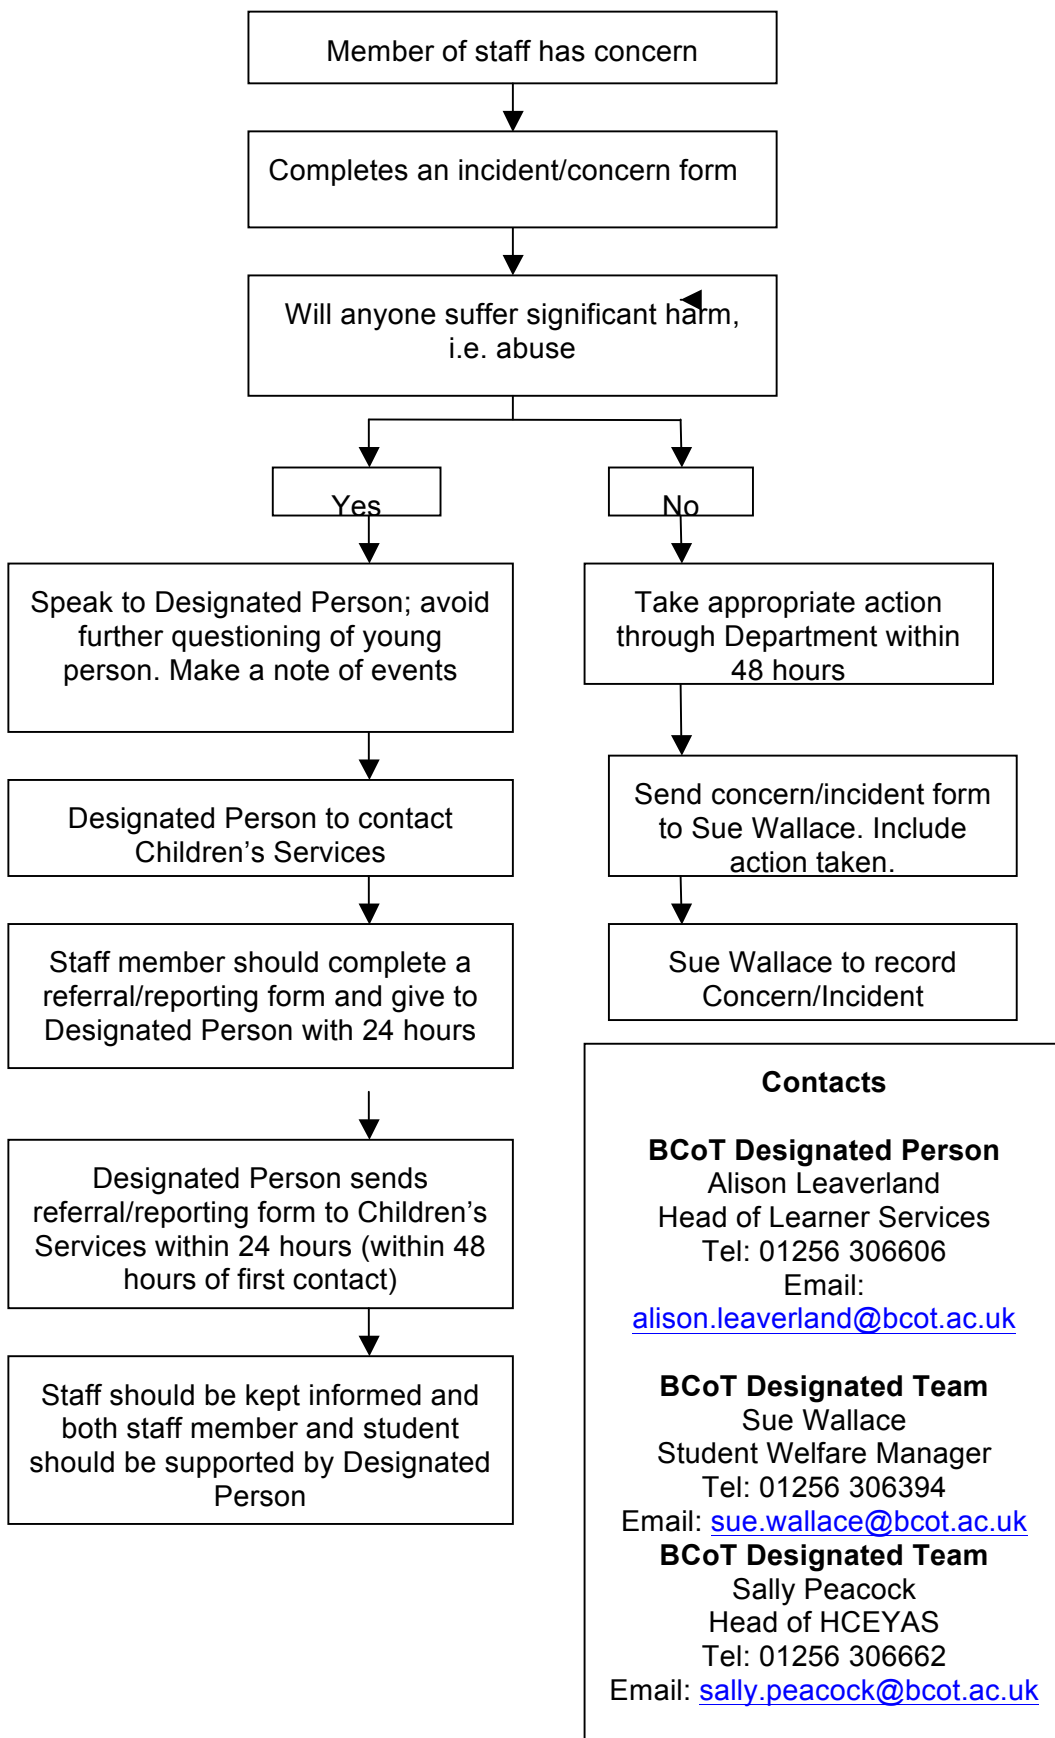 Member of staff has concern
Completes an incident/concern form
Will anyone suffer significant harm,
i.e. abuse
Yes
No
Speak to Designated Person; avoid
further questioning of young
person. Make a note of events
Take appropriate action
through Department within
48 hours
Designated Person to contact
Children’s Services
Send concern/incident form
to Sue Wallace. Include
action taken.
Staff member should complete a
referral/reporting form and give to
Designated Person with 24 hours
Sue Wallace to record
Concern/Incident
Designated Person sends
referral/reporting form to Children’s
Services within 24 hours (within 48
hours of first contact)
Staff should be kept informed and
both staff member and student
should be supported by Designated
Person
Contacts
BCoT Designated Person
Alison Leaverland
Head of Learner Services
Tel: 01256 306606
Email:
alison.leaverland@bcot.ac.uk
BCoT Designated Team
Sue Wallace
Student Welfare Manager
Tel: 01256 306394
Email: sue.wallace@bcot.ac.uk
BCoT Designated Team
Sally Peacock
Head of HCEYAS
Tel: 01256 306662
Email: sally.peacock@bcot.ac.uk